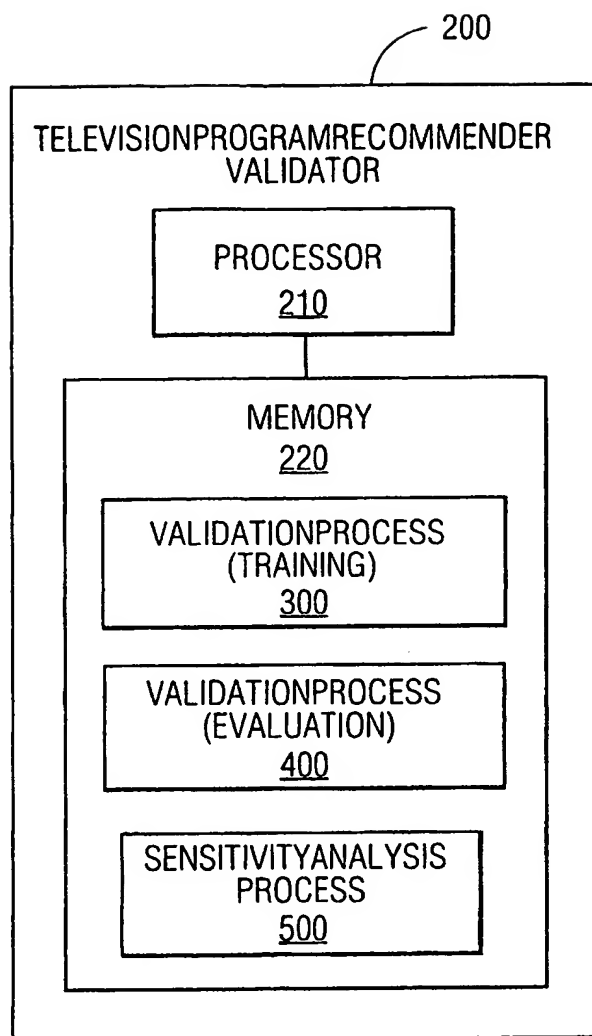 200
TELEVISIONPROGRAMRECOMMENDER
VALIDATOR
PROCESSOR
210
MEMORY
220
VALIDATIONPROCESS
(TRAINING)
300
VALIDATIONPROCESS
(EVALUATION)
400
SENSITIVITYANALYSIS
PROCESS
500